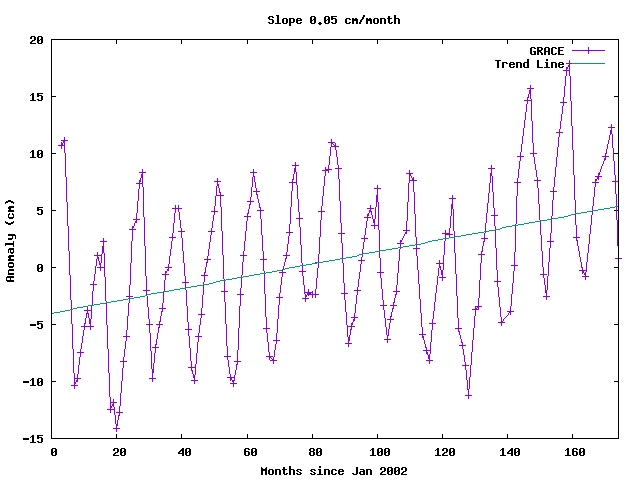 Slope 0.05 cm/month
GRACE
Trend Line
Anomaly (cm)
20
15
10
5
0
-5
-10
-15
0 20 40 60 80 100 120 140 160
Months since Jan 2002